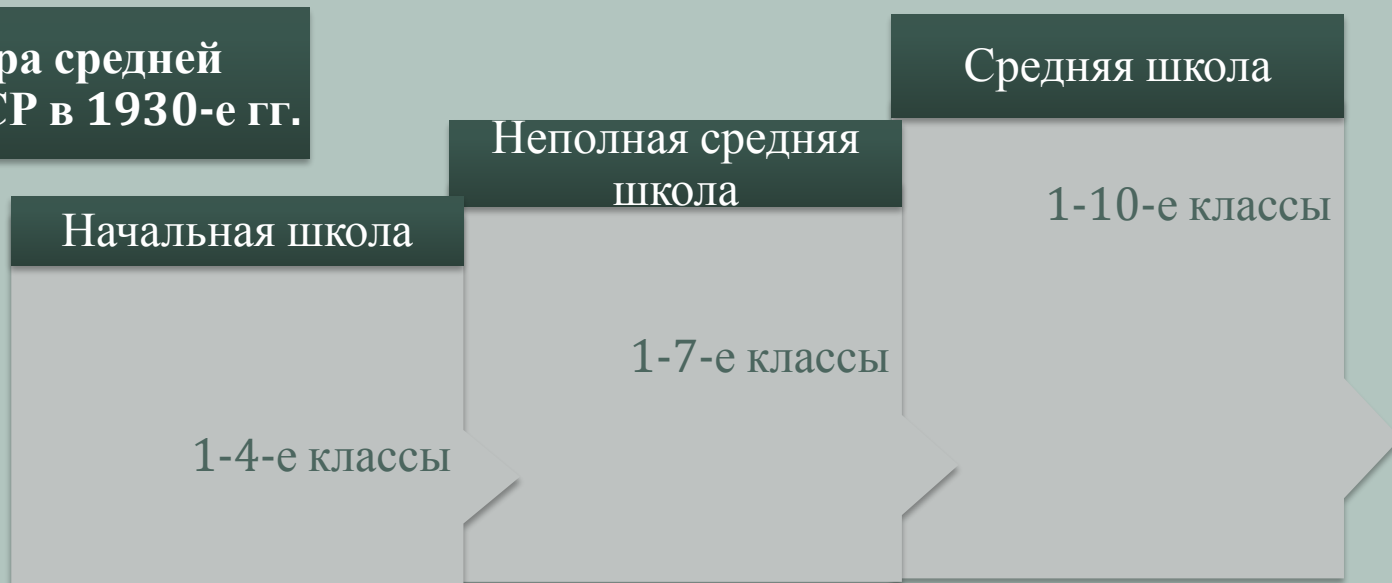 ра средней
СР в 1930-е гг.
Средняя школа
Неполная средняя
школа
Начальная школа
1-10-е классы
1-7-е классы
1-4-е классы